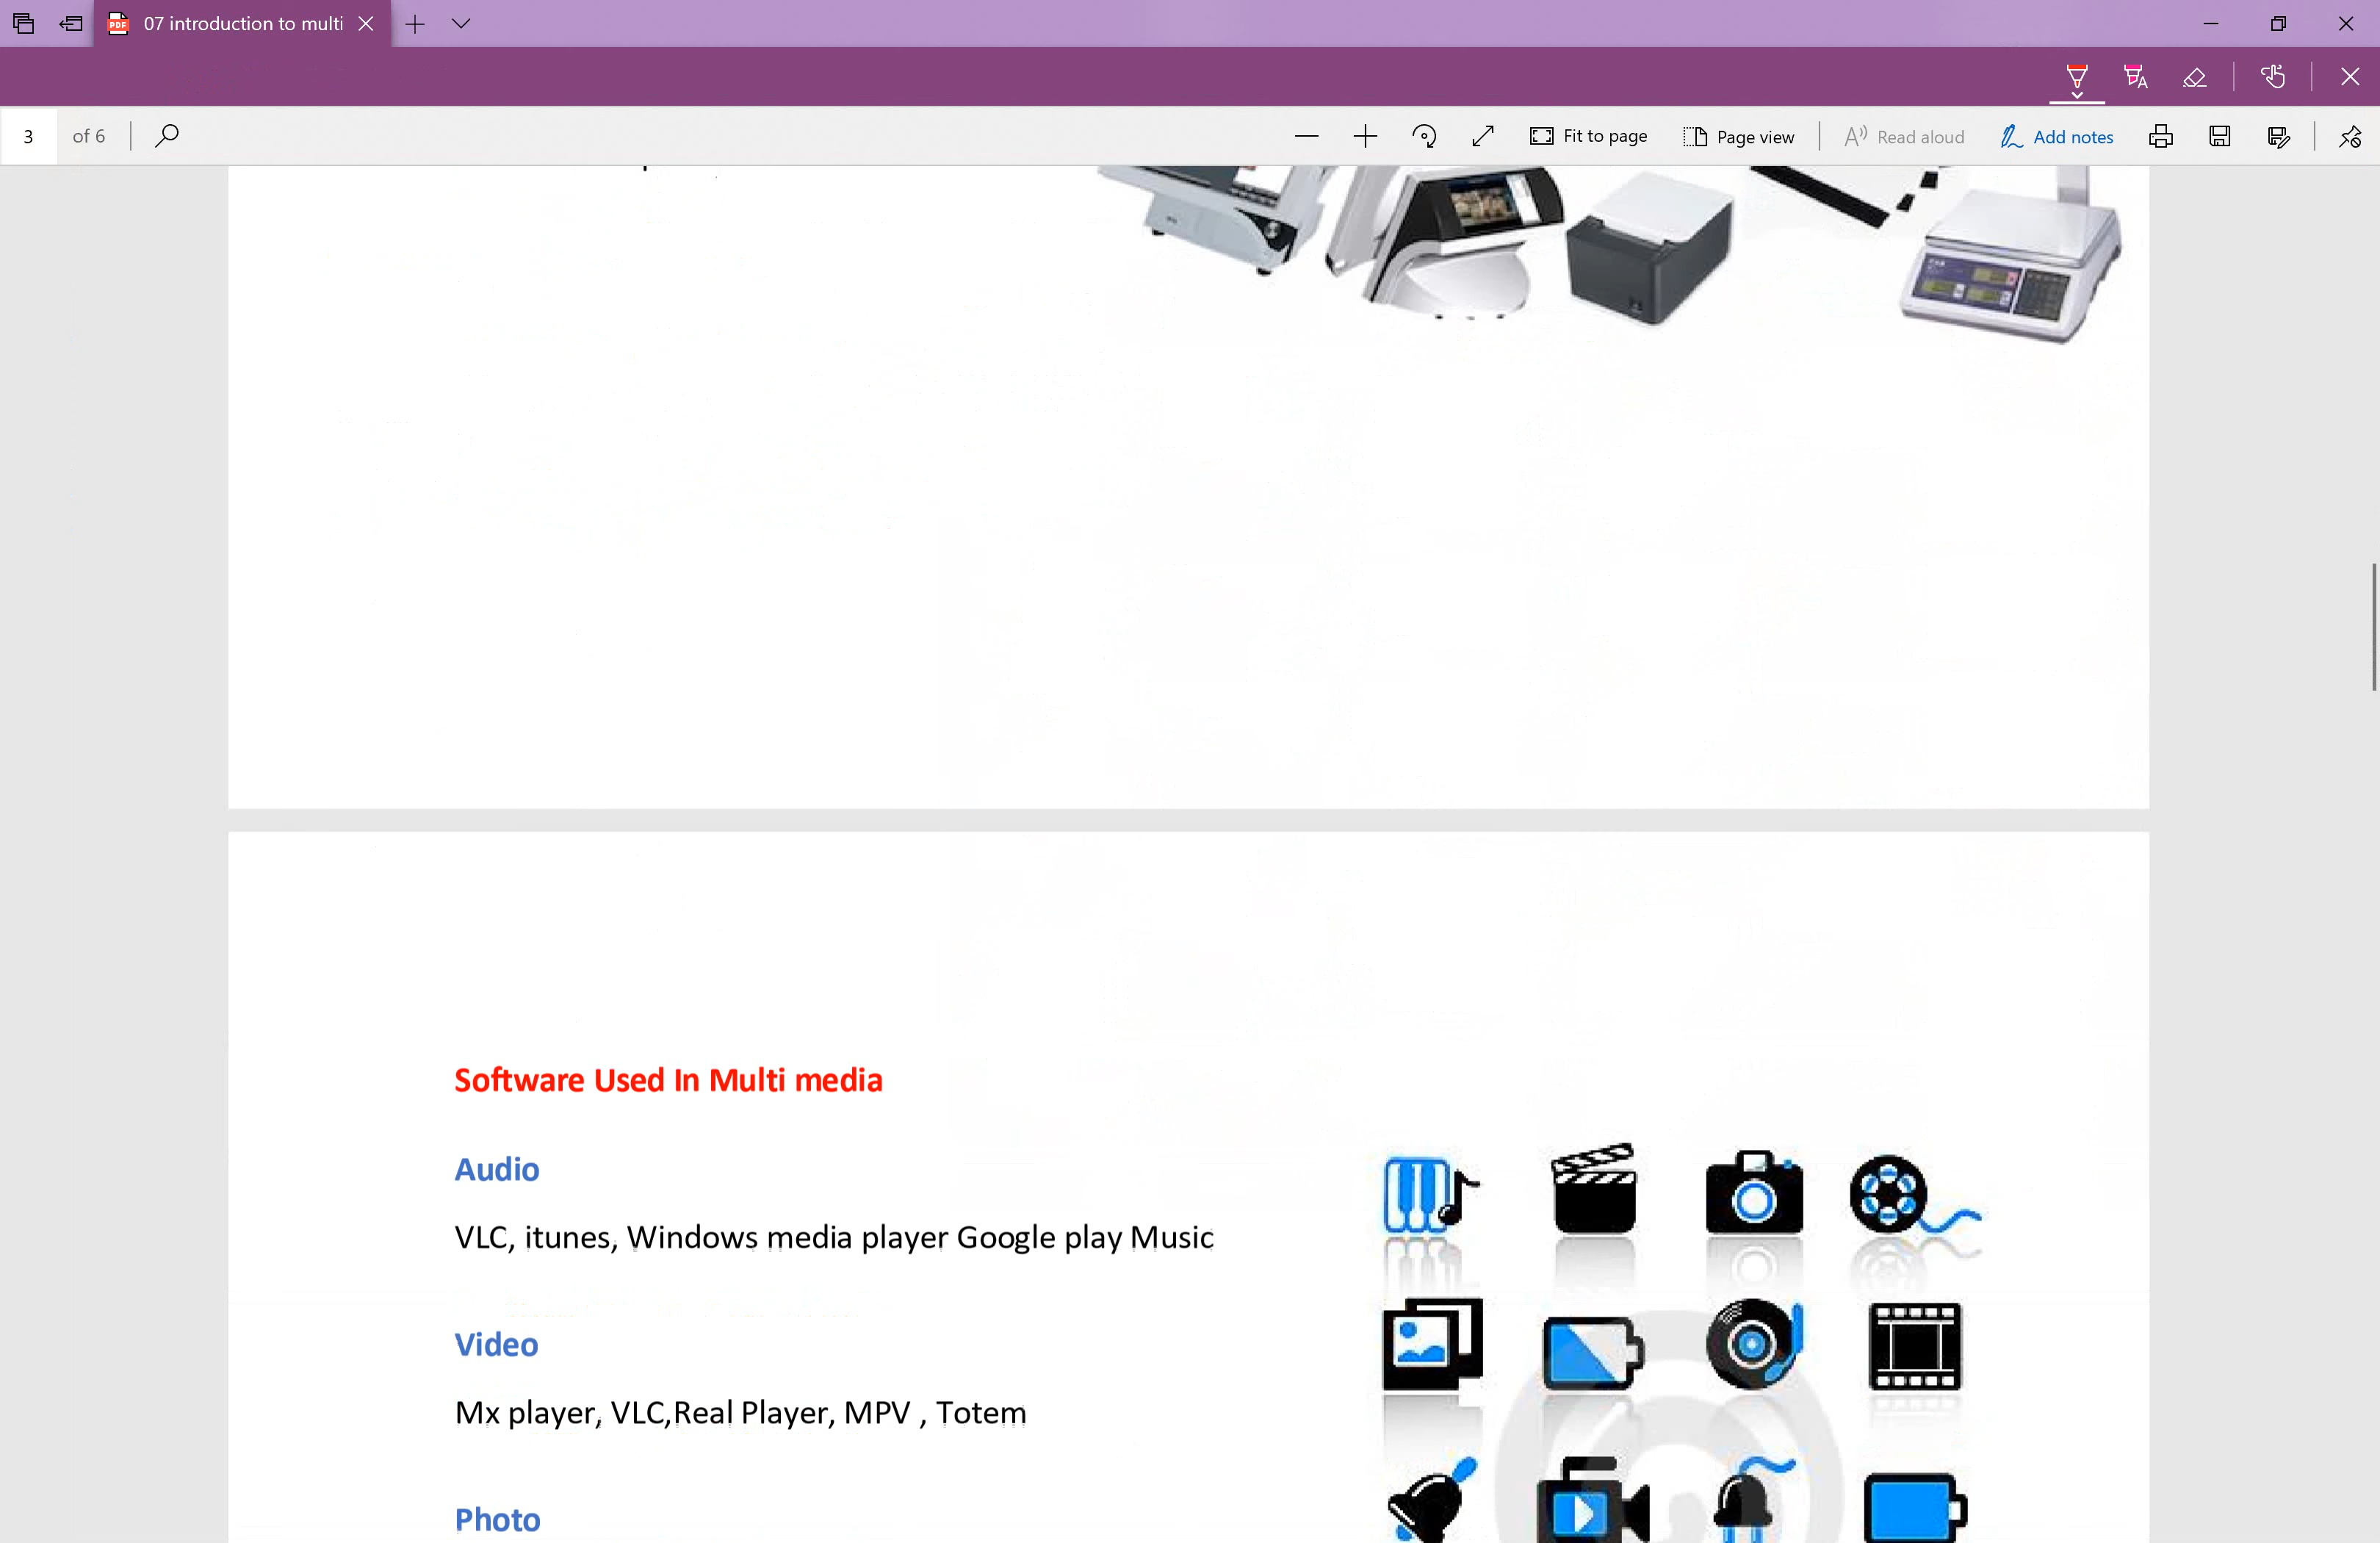 07 introduction to multi
3 of 6
Fit to page
Page view
Read aloud
Add notes
Software Used In Multi media
Audio
VLC, itunes, Windows media player Google play Music
Video
Mx player, VLC,Real Player, MPV , Totem
Photo